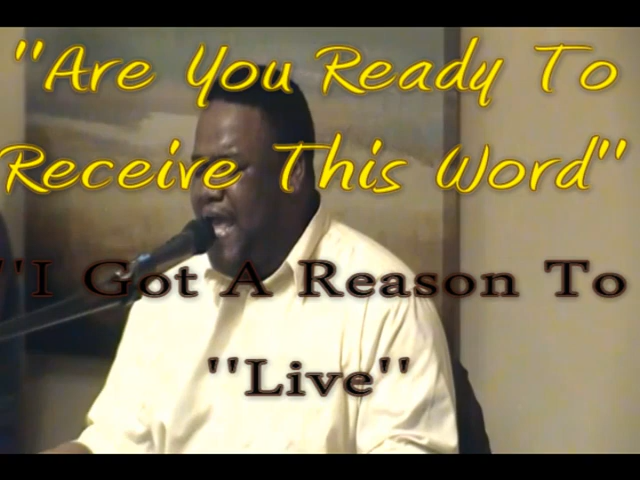 "Are You Ready To
Receive This Word"
"I Got A Reason To
"Live"